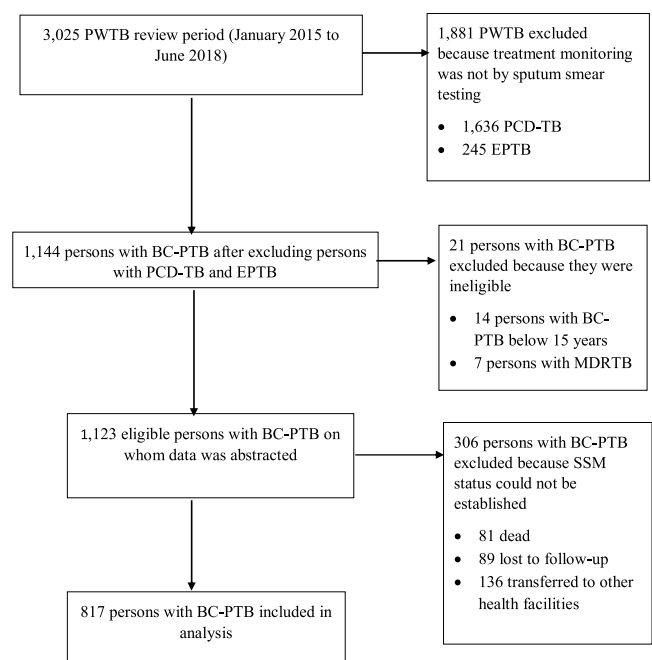 3,025 PWTB review period (January 2015 to
June 2018)
1,881 PWTB excluded
because treatment monitoring
was not by sputum smear
testing
• 1,636 PCD-TB
• 245 EPTB
1,144 persons with BC-PTB after excluding persons
with PCD-TB and EPTB
21 persons with BC-PTB
excluded because they were
ineligible
• 14 persons with BC-
PTB below 15 years
• 7 persons with MDRTB
1,123 eligible persons with BC-PTB on
whom data was abstracted
306 persons with BC-PTB
excluded because SSM
status could not be
established
• 81 dead
• 89 lost to follow-up
• 136 transferred to other
health facilities
817 persons with BC-PTB included in
analysis